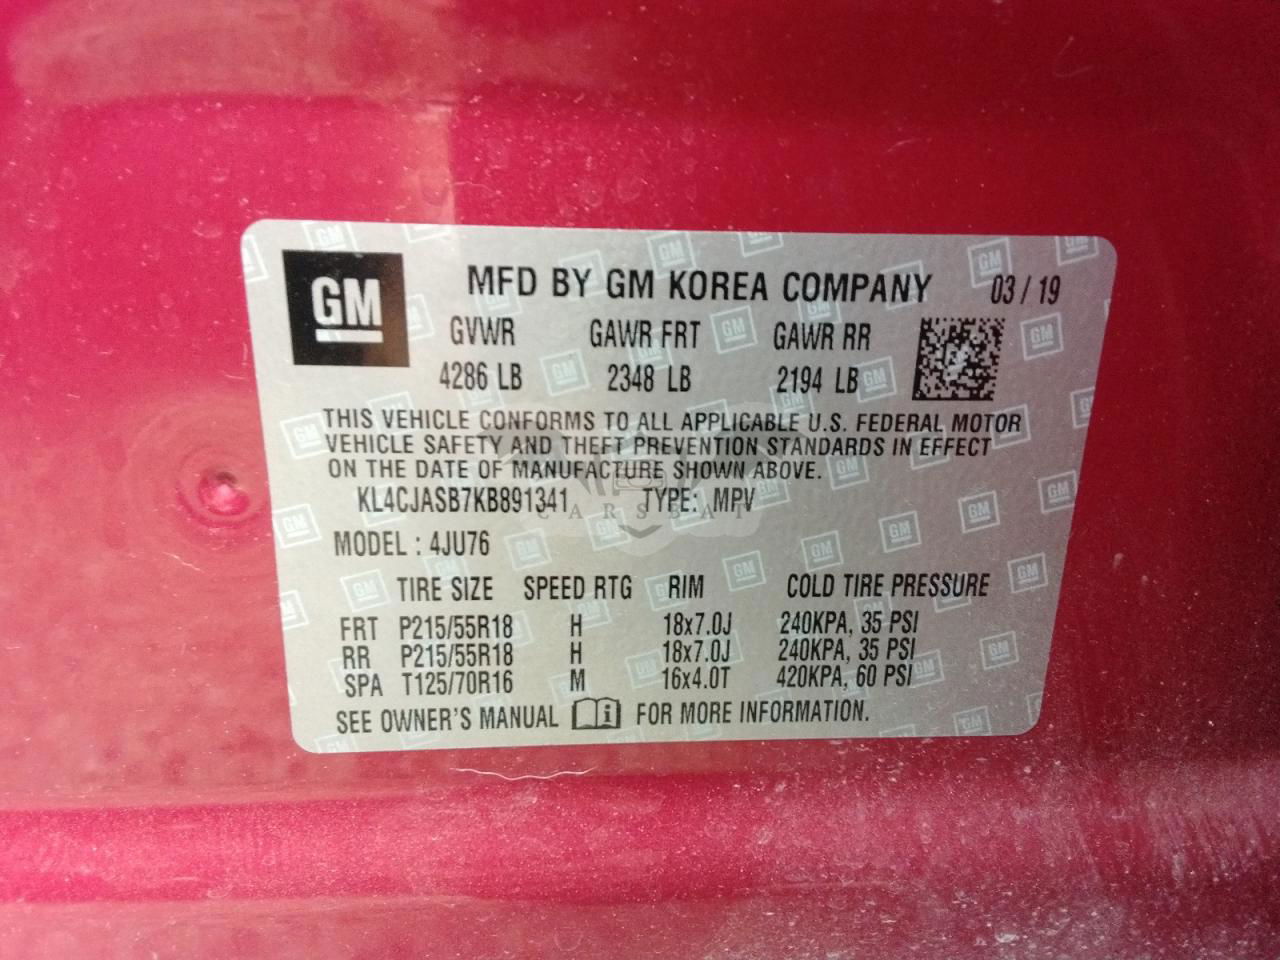 GM
MFD BY GM KOREA COMPANY 03 / 19
GVWR GAWR FRT GAWR RR
4286 LB 2348 LB 2194 LB
THIS VEHICLE CONFORMS TO ALL APPLICABLE U.S. FEDERAL MOTOR
VEHICLE SAFETY AND THEFT PREVENTION STANDARDS IN EFFECT
ON THE DATE OF MANUFACTURE SHOWN ABOVE.
KL4CJASB7KB891341 TYPE: MPV
CARSBAT
MODEL : 4JU76
TIRE SIZE SPEED RTG RIM COLD TIRE PRESSURE
FRT P215/55R18 H 18x7.0J 240KPA, 35 PSI
RR P215/55R18 H 18x7.0J 240KPA, 35 PSI
SPA T125/70R16 M 16x4.0T 420KPA, 60 PSI
SEE OWNER'S MANUAL i FOR MORE INFORMATION.